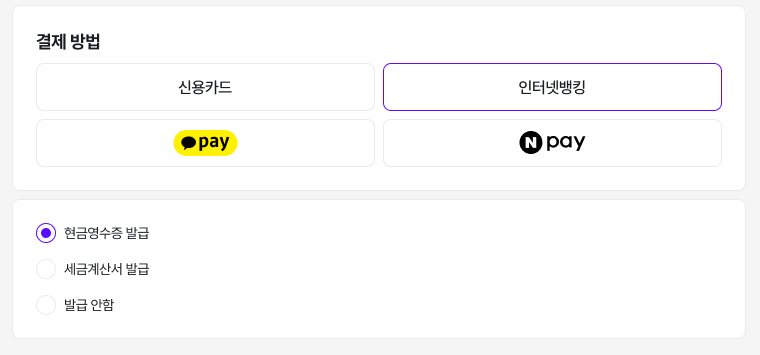 결제 방법
신용카드
인터넷뱅킹
pay
N pay
현금영수증 발급
세금계산서 발급
발급 안함